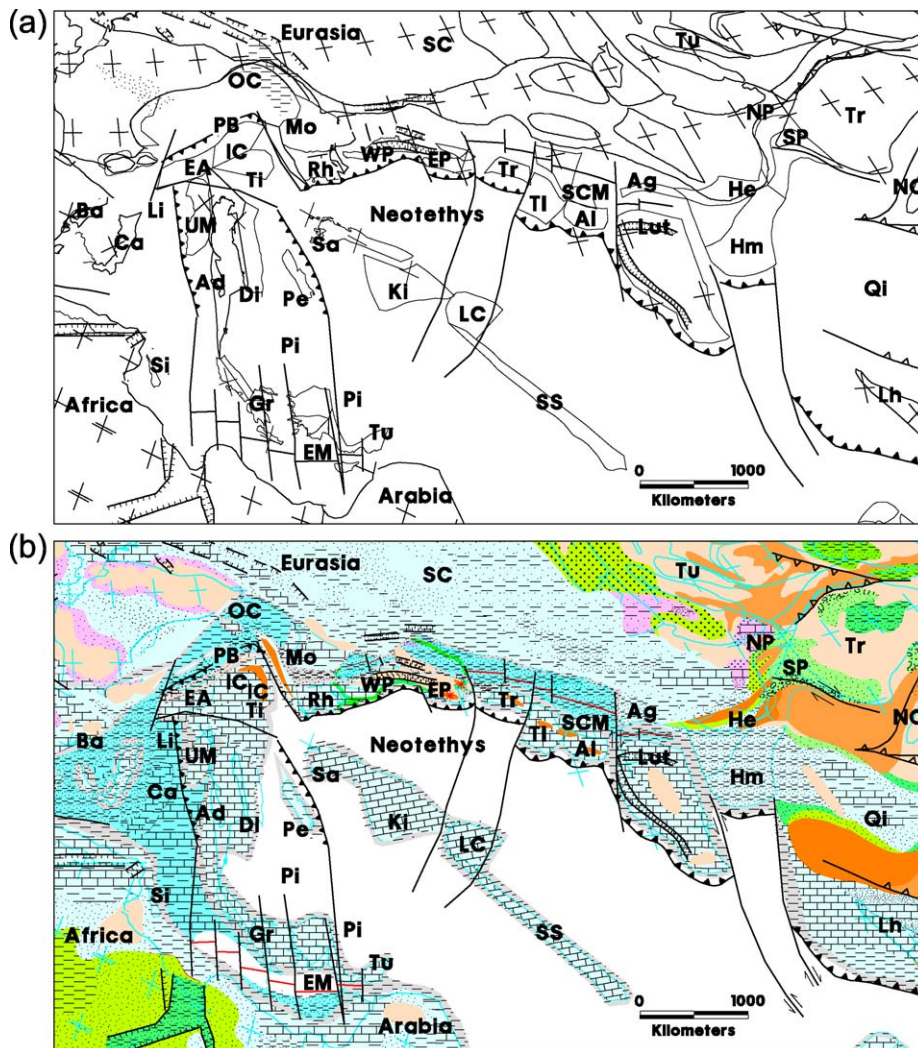 (a)
Eurasia
SC
Tu
OC
NP
Tr
PB
Mo
SP
IC
WP
EA
Rh
EP
Tr
Ti
SCM
Ag
He
NC
Ba
Li
UM
Neotethys
TI
Al
Lut
Ca
Sa
Hm
Ad
Di
Pe
Ki
Qi
LC
Pi
Si
Africa
Gr
Pi
SS
Lh
Tu
EM
0 1000
Kilometers
Arabia
(b)
Eurasia
SC
Tu
OC
NP
Tr
PB
Mo
SP
IC
WP
EP
EA
IC
Rh
Tr
Ag
He
NC
Ti
SCM
Ba
Li
UM
Neotethys
TI
Al
Lut
Sa
Hm
Ca
Ad
Di
Pe
Ki
Qi
LC
Pi
Si
Africa
Gr
Pi
SS
Lh
Tu
EM
0 1000
Kilometers
Arabia